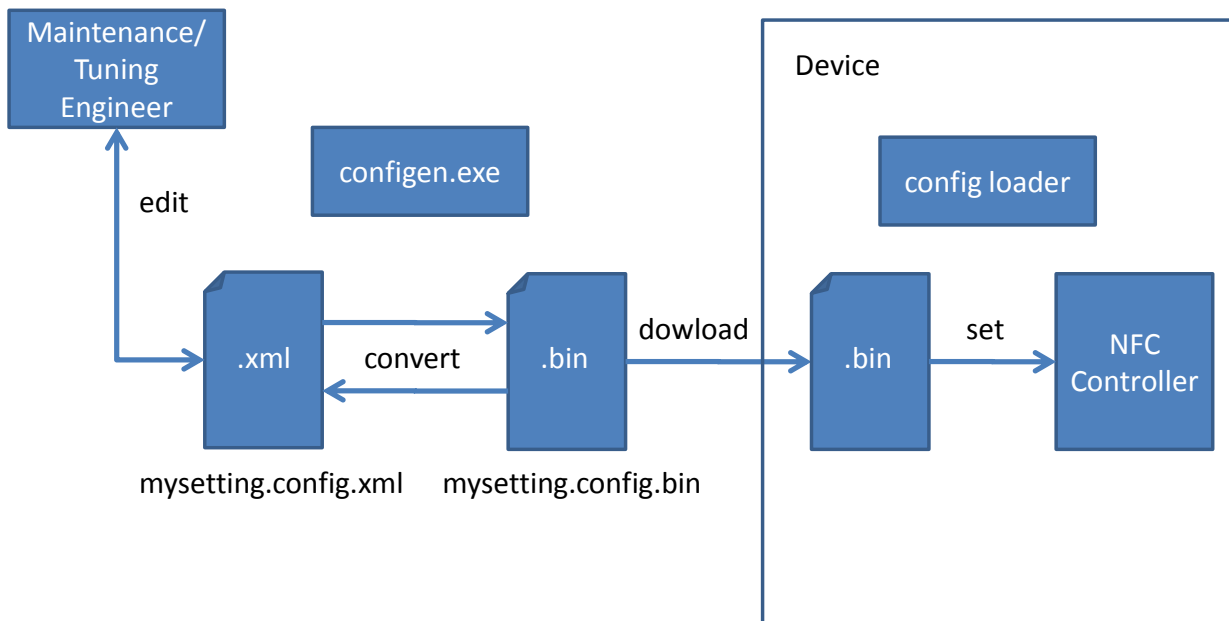 Maintenance/
Tuning
Engineer
Device
configen.exe
config loader
edit
.xml
convert
.bin
dowload
.bin
set
NFC
Controller
mysetting.config.xml
mysetting.config.bin